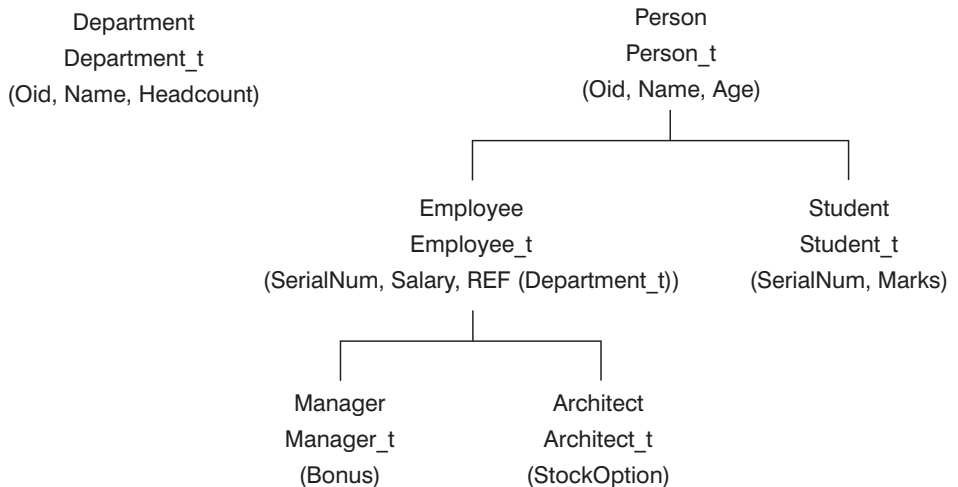 Department
Department_t
(Oid, Name, Headcount)
Person
Person_t
(Oid, Name, Age)
Employee
Employee_t
(SerialNum, Salary, REF (Department_t))
Student
Student_t
(SerialNum, Marks)
Manager
Manager_t
(Bonus)
Architect
Architect_t
(StockOption)